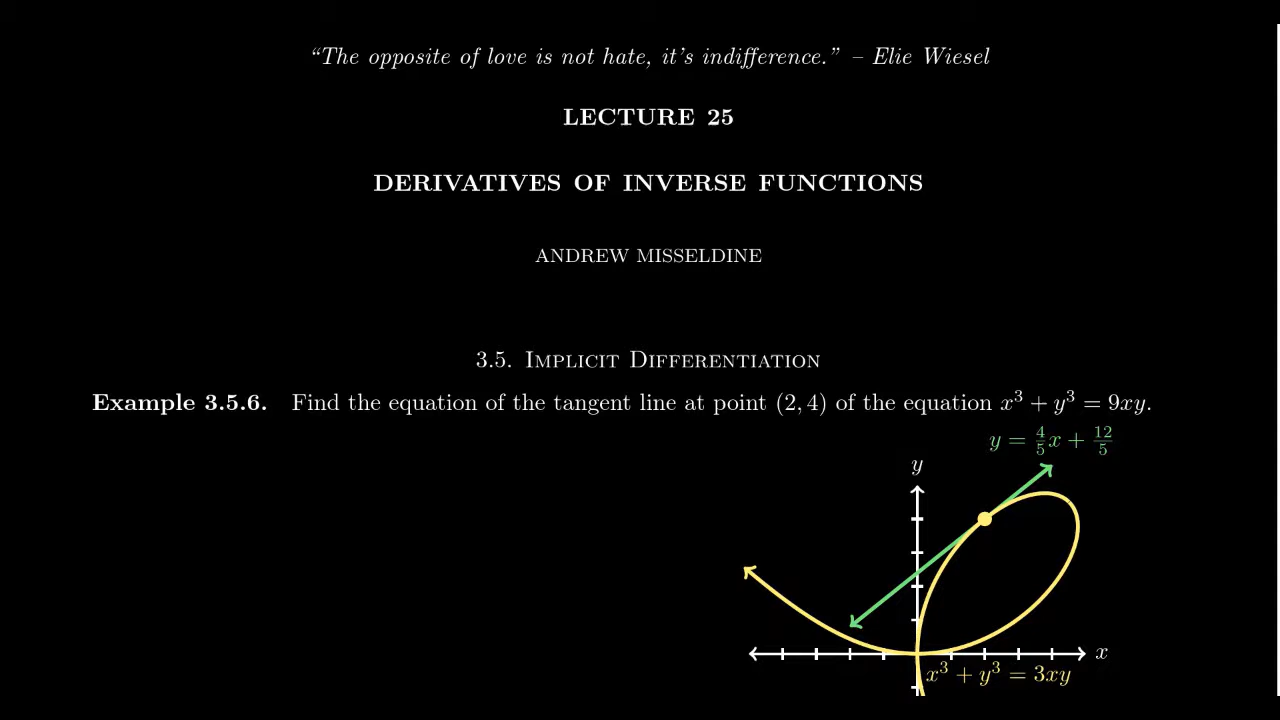 “The opposite of love is not hate, it’s indifference.” – Elie Wiesel
LECTURE 25
DERIVATIVES OF INVERSE FUNCTIONS
ANDREW MISSELDINE
3.5. Implicit Differentiation
Example 3.5.6. Find the equation of the tangent line at point (2, 4) of the equation x³ + y³ = 9xy.
y = 4/5x + 12/5
y
x
x³ + y³ = 3xy